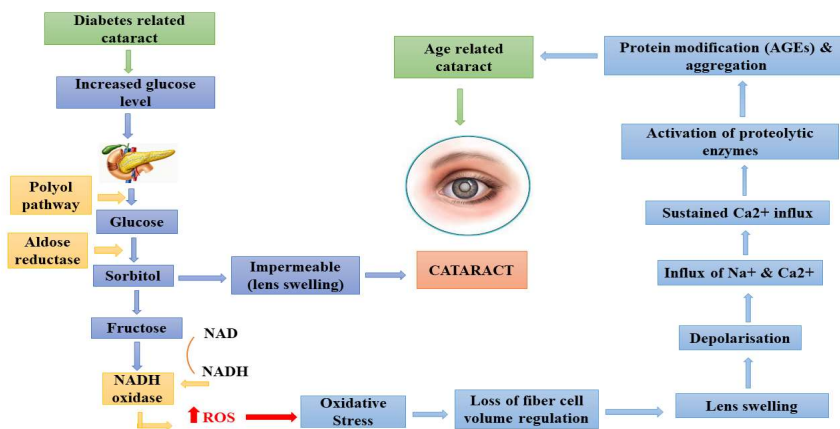 Diabetes related
cataract
Increased glucose
level
Polyol
pathway
Glucose
Aldose
reductase
Sorbitol
Impermeable
(lens swelling)
CATARACT
Fructose
NAD
NADH
NADH
oxidase
ROS
Oxidative
Stress
Loss of fiber cell
volume regulation
Lens swelling
Depolarisation
Influx of Na+ & Ca2+
Sustained Ca2+ influx
Activation of proteolytic
enzymes
Protein modification (AGEs) &
aggregation
Age related
cataract